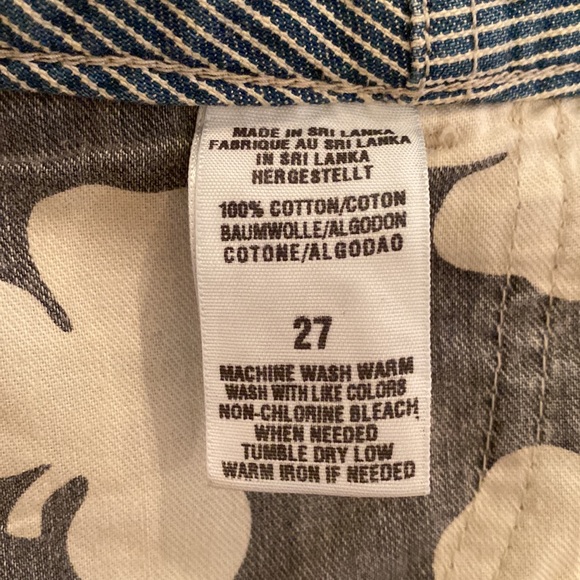 MADE IN SRI LANKA
FABRIQUE AU SRI LANKA
IN SRI LANKA
HERGESTELLT
100% COTTON/COTON
BAUMWOLLE/ALGODON
COTONE/ALGODAO
27
MACHINE WASH WARM
WASH WITH LIKE COLORS
NON-CHLORINE BLEACH
WHEN NEEDED
TUMBLE DRY LOW
WARM IRON IF NEEDED